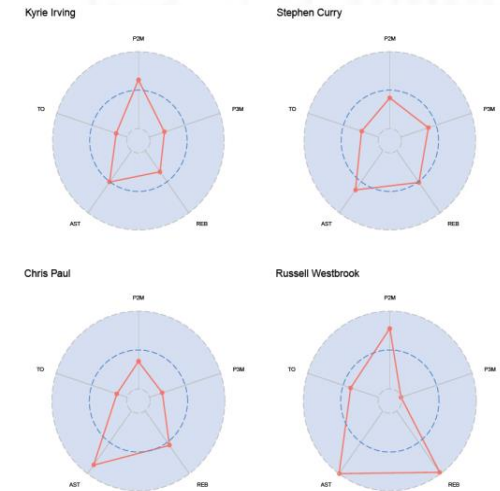 Kyrie Irving
Stephen Curry
P2M
P2M
TO
P3M
TO
P3M
AST
REB
AST
REB
Chris Paul
Russell Westbrook
P2M
P2M
TO
P3M
TO
P3M
AST
REB
AST
REB